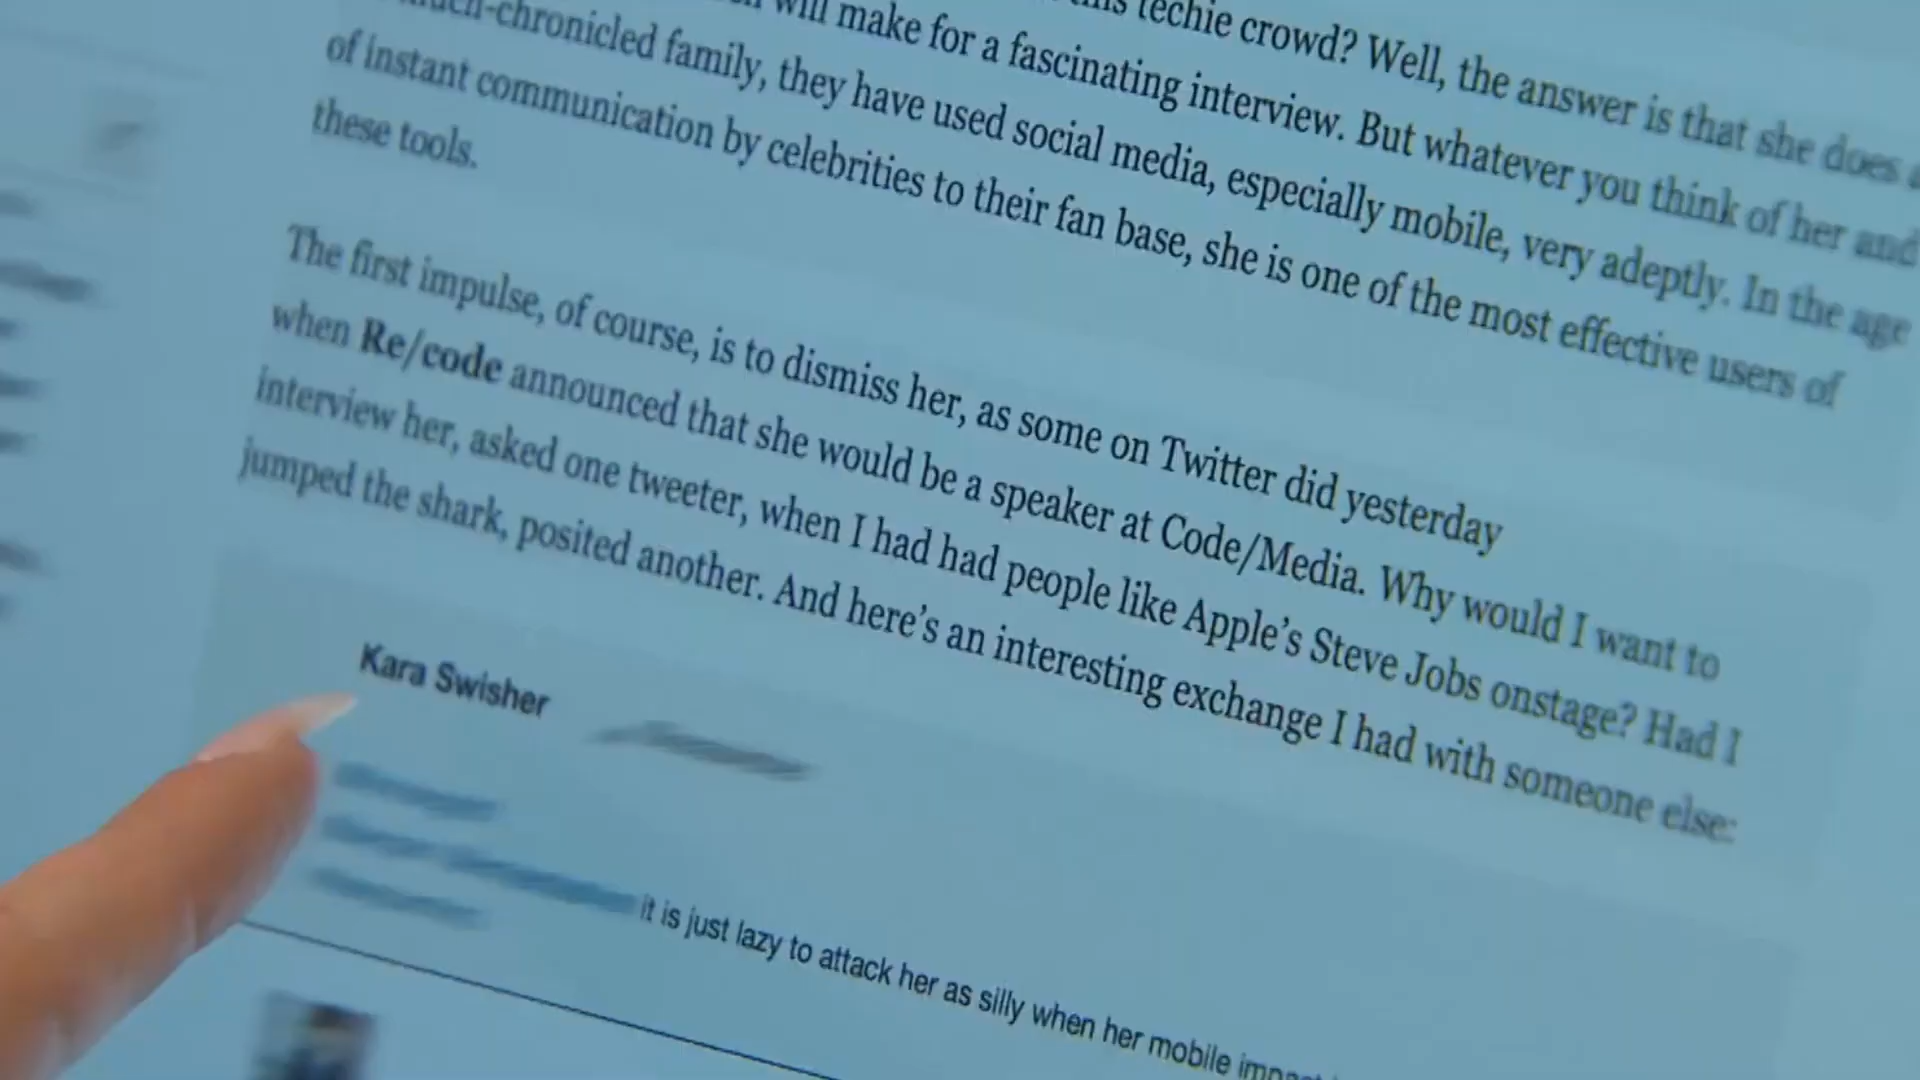 this techie crowd? Well, the answer is that she does
will make for a fascinating interview. But whatever you think of her and
much-chronicled family, they have used social media, especially mobile, very adeptly. In the age
of instant communication by celebrities to their fan base, she is one of the most effective users of
these tools.
The first impulse, of course, is to dismiss her, as some on Twitter did yesterday
when Re/code announced that she would be a speaker at Code/Media. Why would I want to
interview her, asked one tweeter, when I had had people like Apple’s Steve Jobs onstage? Had I
jumped the shark, posited another. And here’s an interesting exchange I had with someone else:
Kara Swisher
it is just lazy to attack her as silly when her mobile